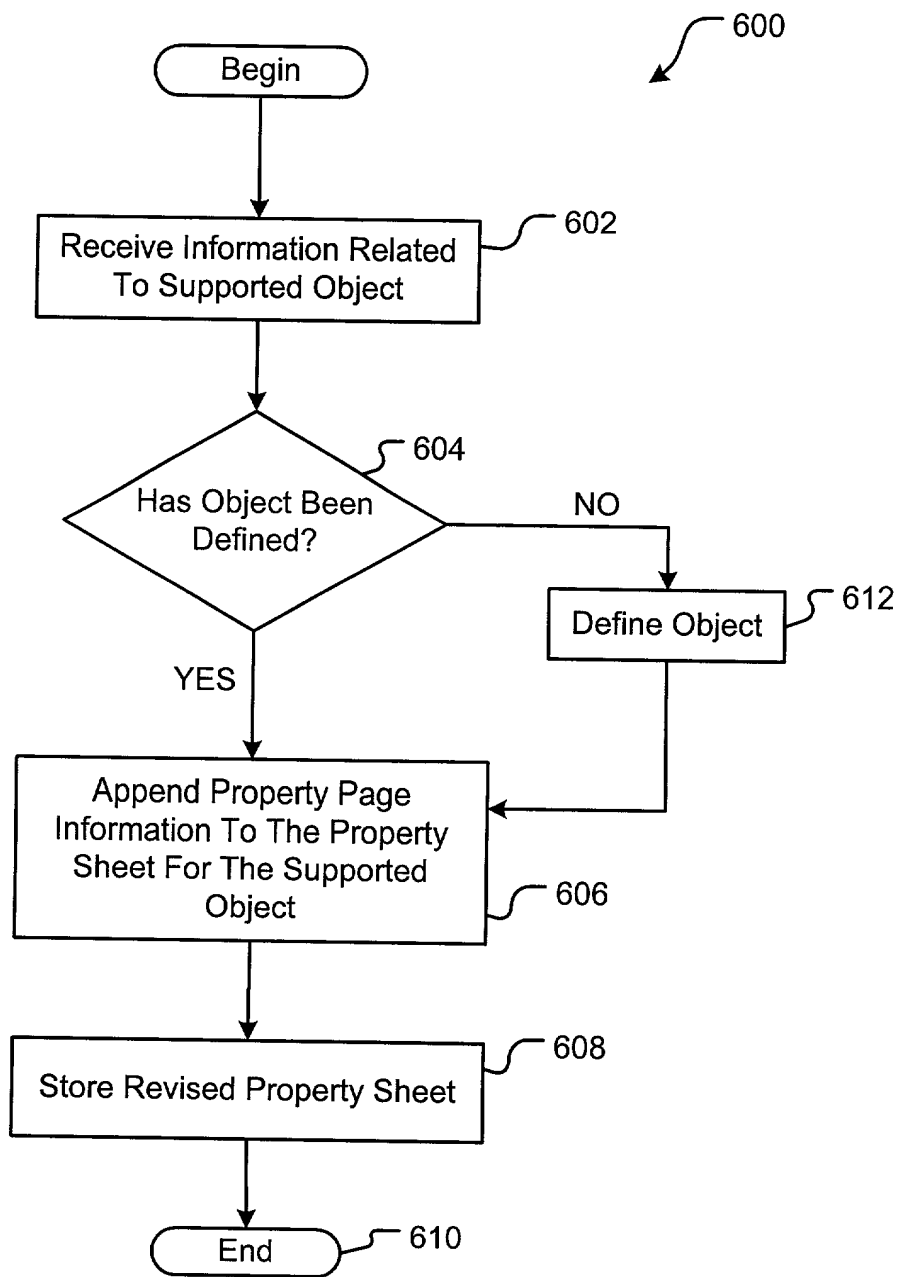 600
Begin
602
Receive Information Related
To Supported Object
604
Has Object Been
Defined?
NO
612
Define Object
YES
Append Property Page
Information To The Property
Sheet For The Supported
Object
606
608
Store Revised Property Sheet
End
610